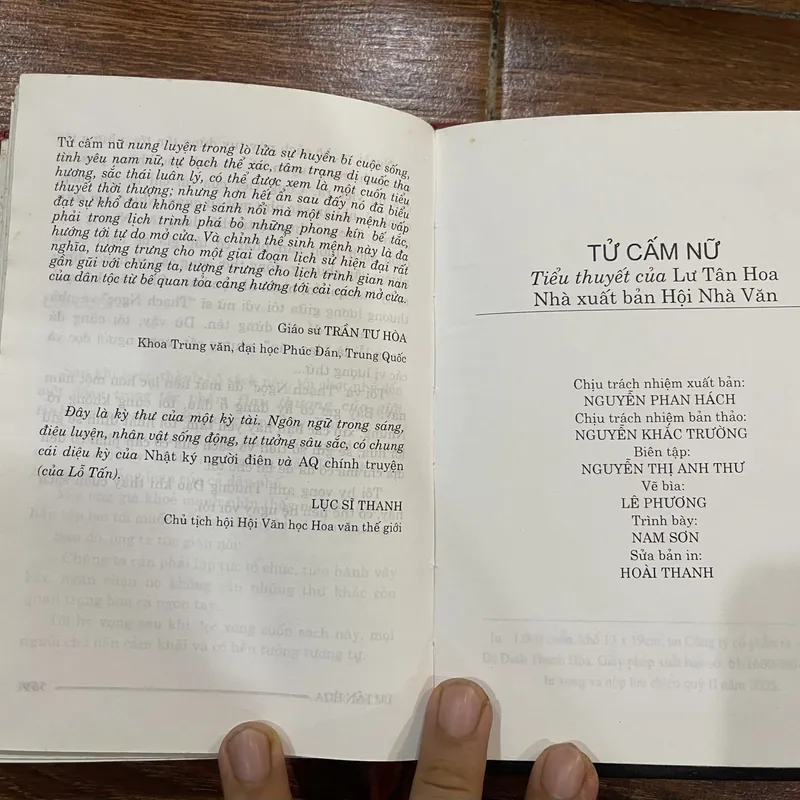 Tử cấm nữ nung luyện trong lò lửa sự huyền bí cuộc sống,
tình yêu nam nữ, tự bạch thể xác, tâm trạng dị quốc tha
hương, sắc thái luân lý, có thể được xem là một cuốn tiểu
thuyết thời thượng; nhưng hơn hết ẩn sau đấy nó đã biểu
đạt sự khổ đau không gì sánh nổi mà một sinh mệnh vấp
phải trong lịch trình phá bỏ những phong kín bế tắc,
hướng tới tự do mở cửa. Và chỉnh thể sinh mệnh này là đa
nghĩa, tượng trưng cho một giai đoạn lịch sử hiện đại rất
gần gũi với chúng ta, tượng trưng cho lịch trình gian nan
của dân tộc từ bế quan tỏa cảng hướng tới cải cách mở cửa.
Giáo sư TRẦN TƯ HÒA
Khoa Trung văn, đại học Phúc Đán, Trung Quốc
Đây là kỳ thư của một kỳ tài. Ngôn ngữ trong sáng,
điêu luyện, nhân vật sống động, tư tưởng sâu sắc, có chung
cái diệu kỳ của Nhật ký người điên và AQ chính truyện
(của Lỗ Tấn).
LỤC SĨ THANH
Chủ tịch hội Hội Văn học Hoa văn thế giới
TỬ CẤM NỮ
Tiểu thuyết của Lư Tân Hoa
Nhà xuất bản Hội Nhà Văn
Chịu trách nhiệm xuất bản:
NGUYỄN PHAN HÁCH
Chịu trách nhiệm bản thảo:
NGUYỄN KHẮC TRƯỜNG
Biên tập:
NGUYỄN THỊ ANH THƯ
Vẽ bìa:
LÊ PHƯƠNG
Trình bày:
NAM SƠN
Sửa bản in:
HOÀI THANH